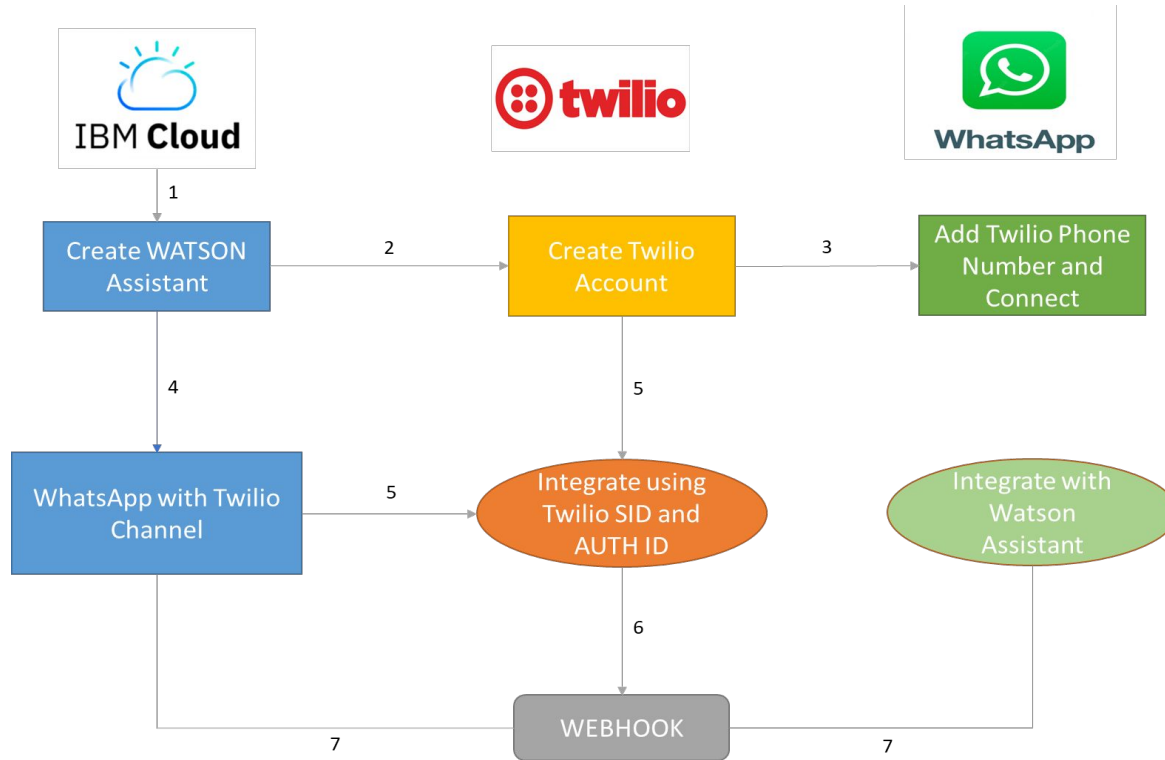 IBM Cloud
twilio
WhatsApp
1
Create WATSON
Assistant
2
Create Twilio
Account
3
Add Twilio Phone
Number and
Connect
4
5
WhatsApp with Twilio
Channel
5
Integrate using
Twilio SID and
AUTH ID
Integrate with
Watson
Assistant
6
WEBHOOK
7
7